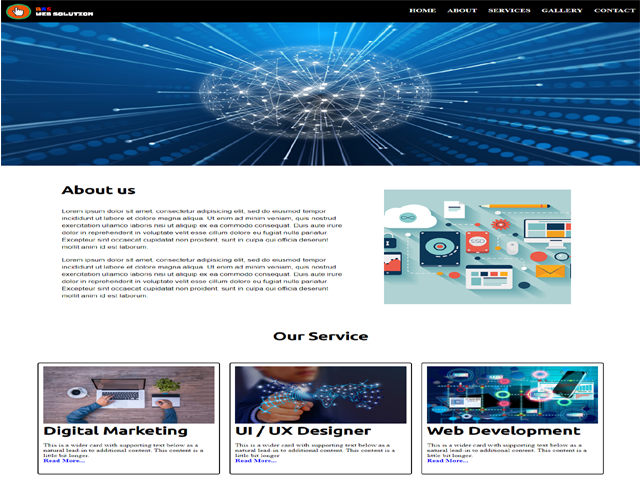 WEB SOLUTION
HOME ABOUT SERVICES GALLERY CONTACT
About us
Lorem ipsum dolor sit amet, consectetur adipisicing elit, sed do eiusmod tempor
incididunt ut labore et dolore magna aliqua. Ut enim ad minim veniam, quis nostrud
exercitation ullamco laboris nisi ut aliquip ex ea commodo consequat. Duis aute irure
dolor in reprehenderit in voluptate velit esse cillum dolore eu fugiat nulla pariatur.
Excepteur sint occaecat cupidatat non proident, sunt in culpa qui officia deserunt
mollit anim id est laborum.
Lorem ipsum dolor sit amet, consectetur adipisicing elit, sed do eiusmod tempor
incididunt ut labore et dolore magna aliqua. Ut enim ad minim veniam, quis nostrud
exercitation ullamco laboris nisi ut aliquip ex ea commodo consequat. Duis aute irure
dolor in reprehenderit in voluptate velit esse cillum dolore eu fugiat nulla pariatur.
Excepteur sint occaecat cupidatat non proident, sunt in culpa qui officia deserunt
mollit anim id est laborum.
Our Service
Digital Marketing
This is a wider card with supporting text below as a
natural lead-in to additional content. This content is a
little bit longer.
Read More...
UI / UX Designer
This is a wider card with supporting text below as a
natural lead-in to additional content. This content is a
little bit longer.
Read More...
Web Development
This is a wider card with supporting text below as a
natural lead-in to additional content. This content is a
little bit longer.
Read More...